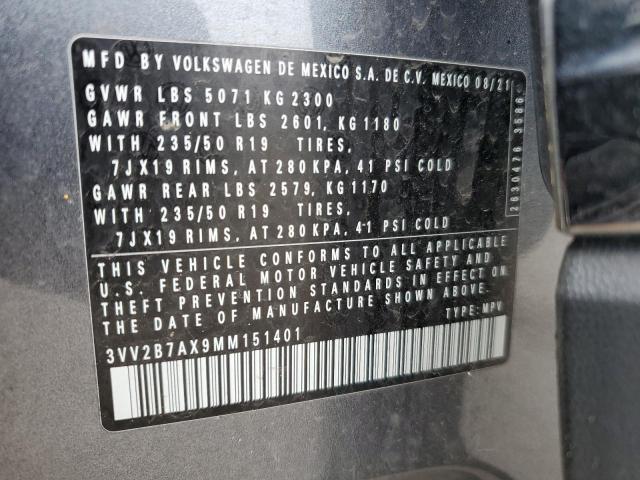 MFD BY VOLKSWAGEN DE MEXICO S.A. DE C.V. MEXICO 08/21
GVWR LBS 5071 KG 2300
GAWR FRONT LBS 2601, KG 1180
WITH 235/50 R19 TIRES,
7JX19 RIMS, AT 280 KPA, 41 PSI COLD
GAWR REAR LBS 2579, KG 1170
WITH 235/50 R19 TIRES,
7JX19 RIMS, AT 280 KPA, 41 PSI COLD
THIS VEHICLE CONFORMS TO ALL APPLICABLE
U.S. FEDERAL MOTOR VEHICLE SAFETY AND
THEFT PREVENTION STANDARDS IN EFFECT ON
THE DATE OF MANUFACTURE SHOWN ABOVE.
TYPE: MPV
3VV2B7AX9MM151401
2630476 3586